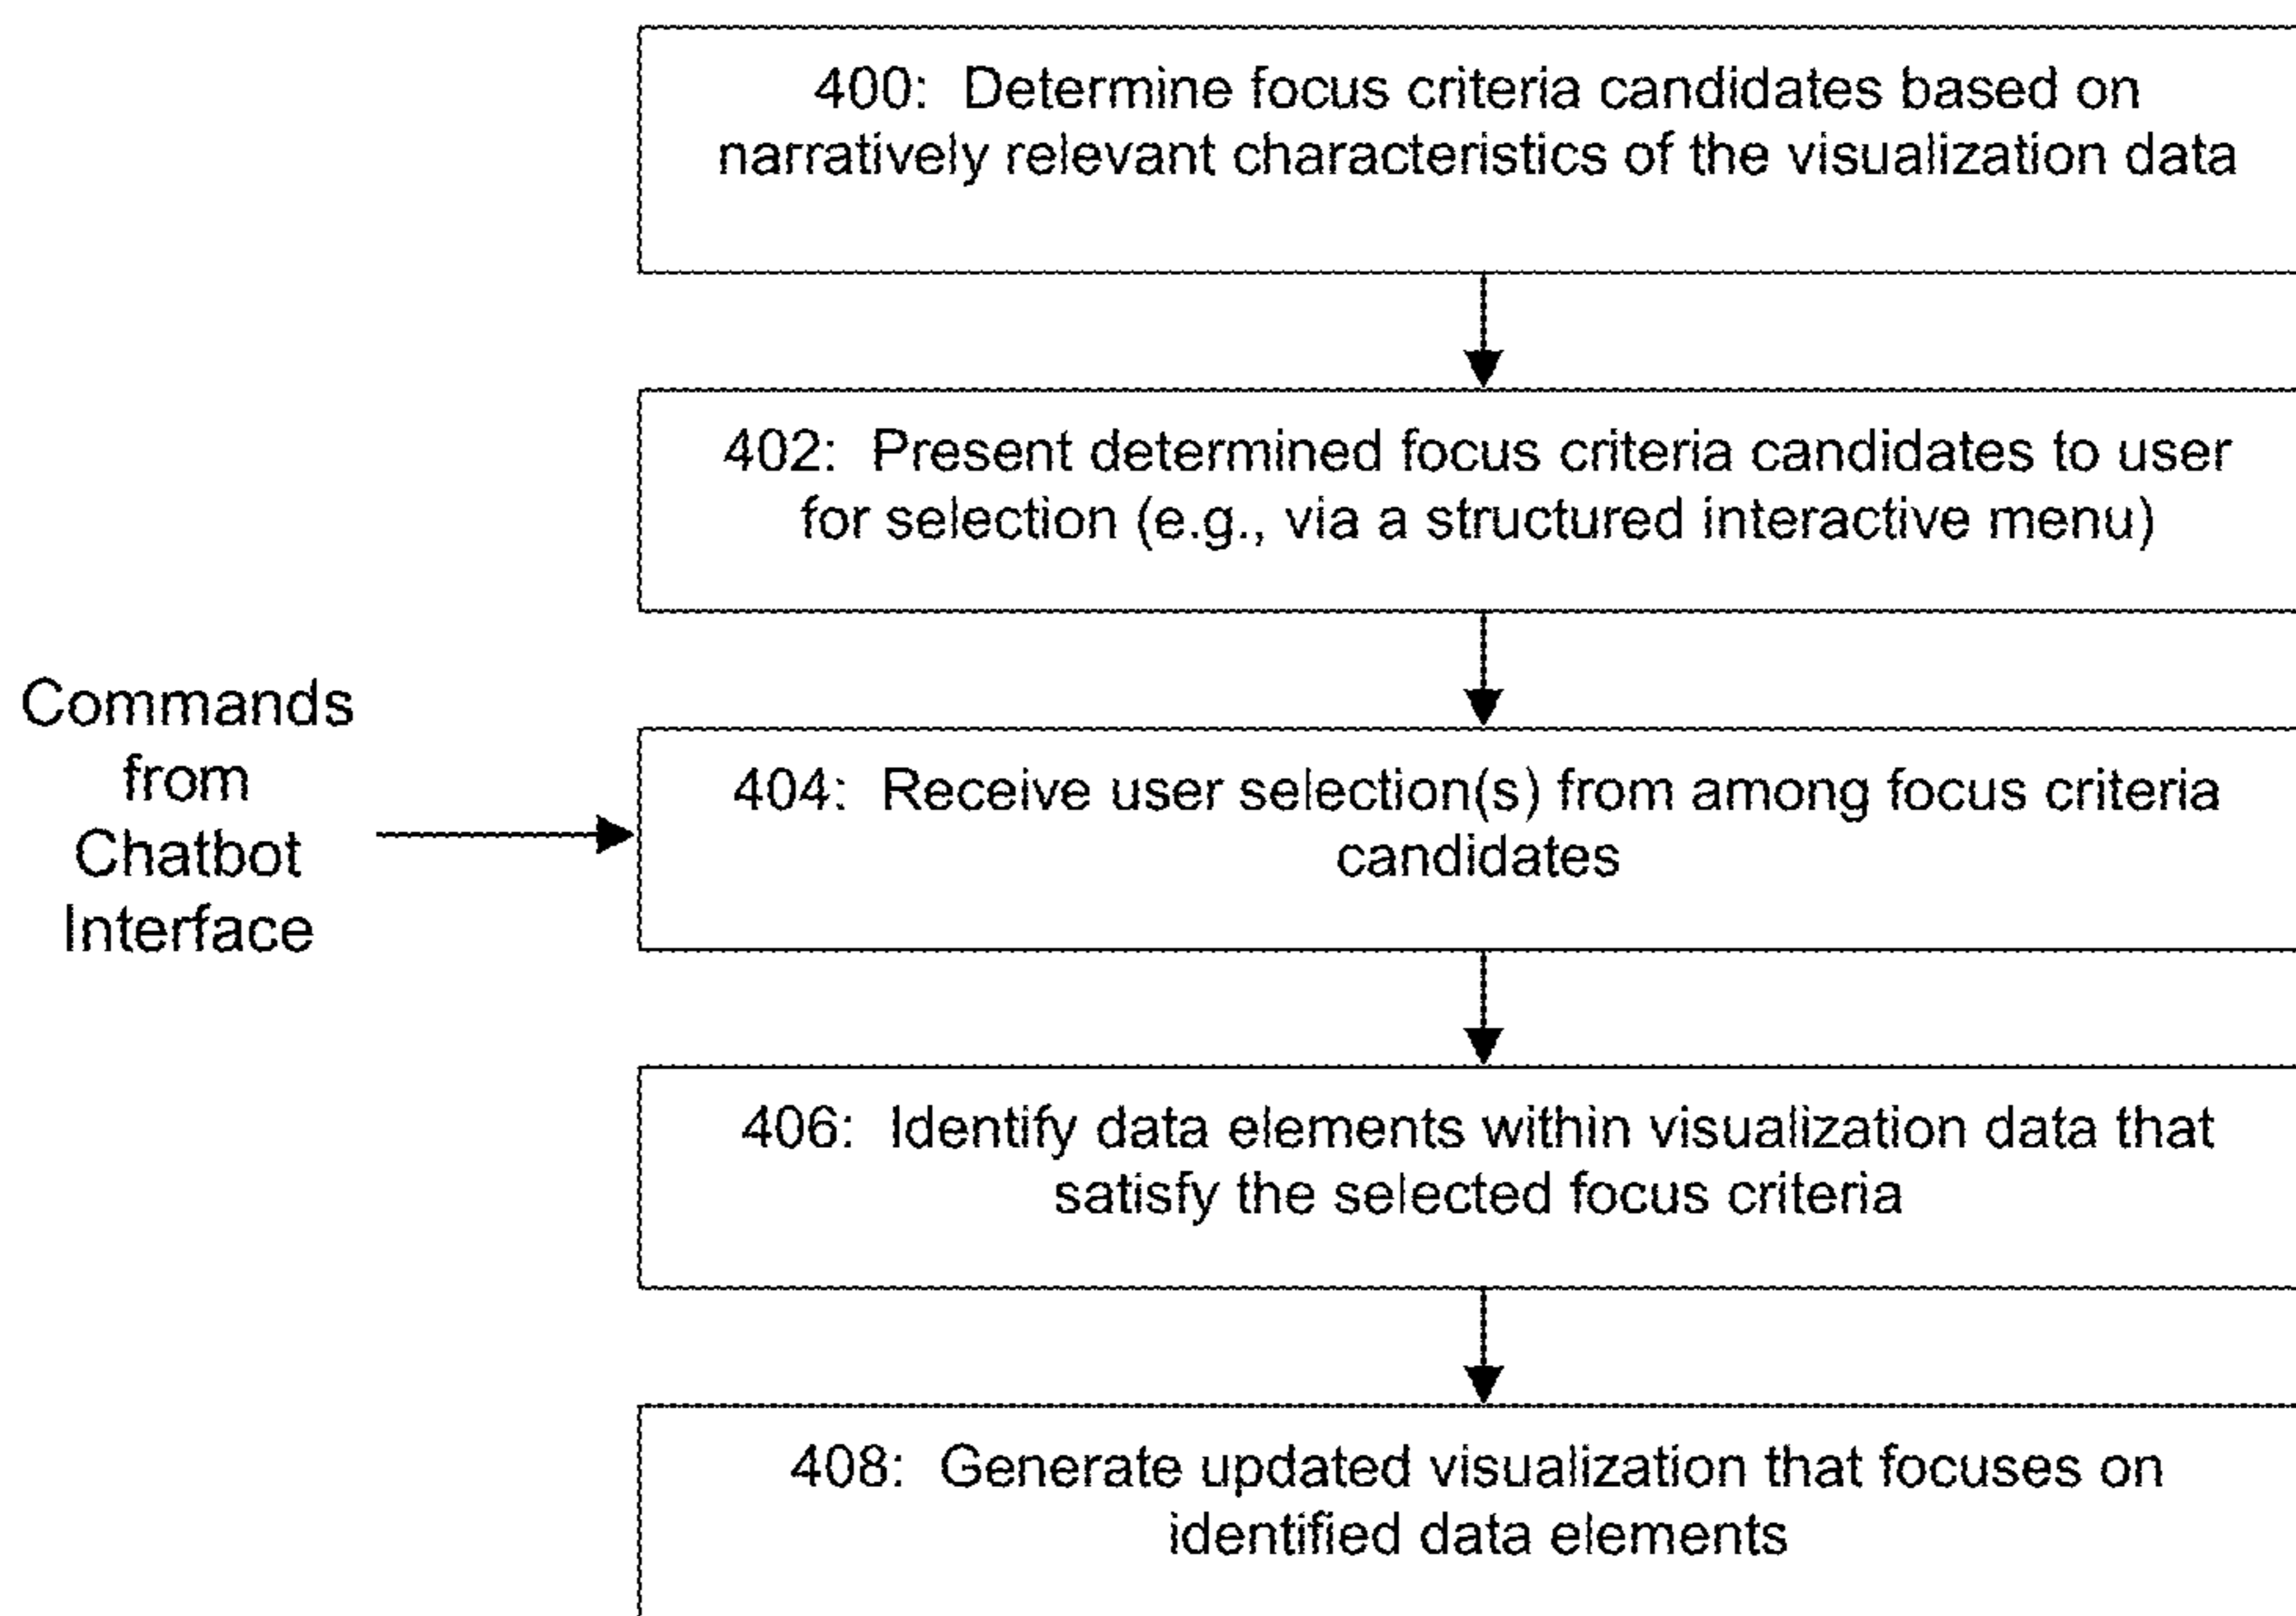 400:  Determine focus criteria candidates based on
narratively relevant characteristics of the visualization data
402:  Present determined focus criteria candidates to user
for selection (e.g., via a structured interactive menu)
Commands
from
Chatbot
Interface
404:  Receive user selection(s) from among focus criteria
candidates
406:  Identify data elements within visualization data that
satisfy the selected focus criteria
408:  Generate updated visualization that focuses on
identified data elements